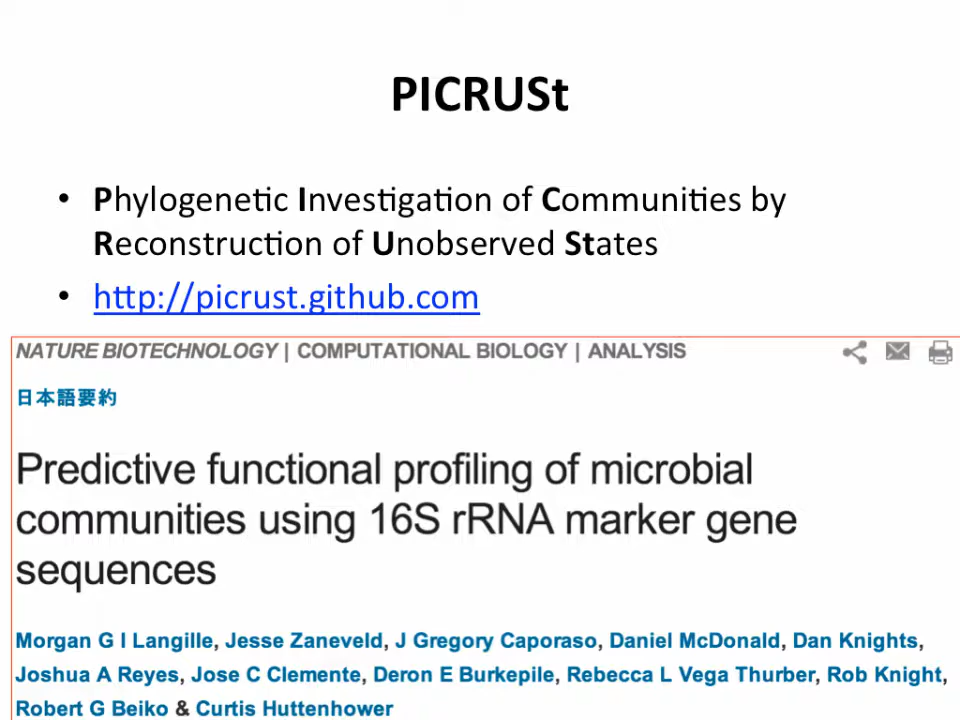 PICRUSt
• Phylogenetic Investigation of Communities by
Reconstruction of Unobserved States
• http://picrust.github.com
NATURE BIOTECHNOLOGY | COMPUTATIONAL BIOLOGY | ANALYSIS
日本語要約
Predictive functional profiling of microbial
communities using 16S rRNA marker gene
sequences
Morgan G I Langille, Jesse Zaneveld, J Gregory Caporaso, Daniel McDonald, Dan Knights,
Joshua A Reyes, Jose C Clemente, Deron E Burkepile, Rebecca L Vega Thurber, Rob Knight,
Robert G Beiko & Curtis Huttenhower